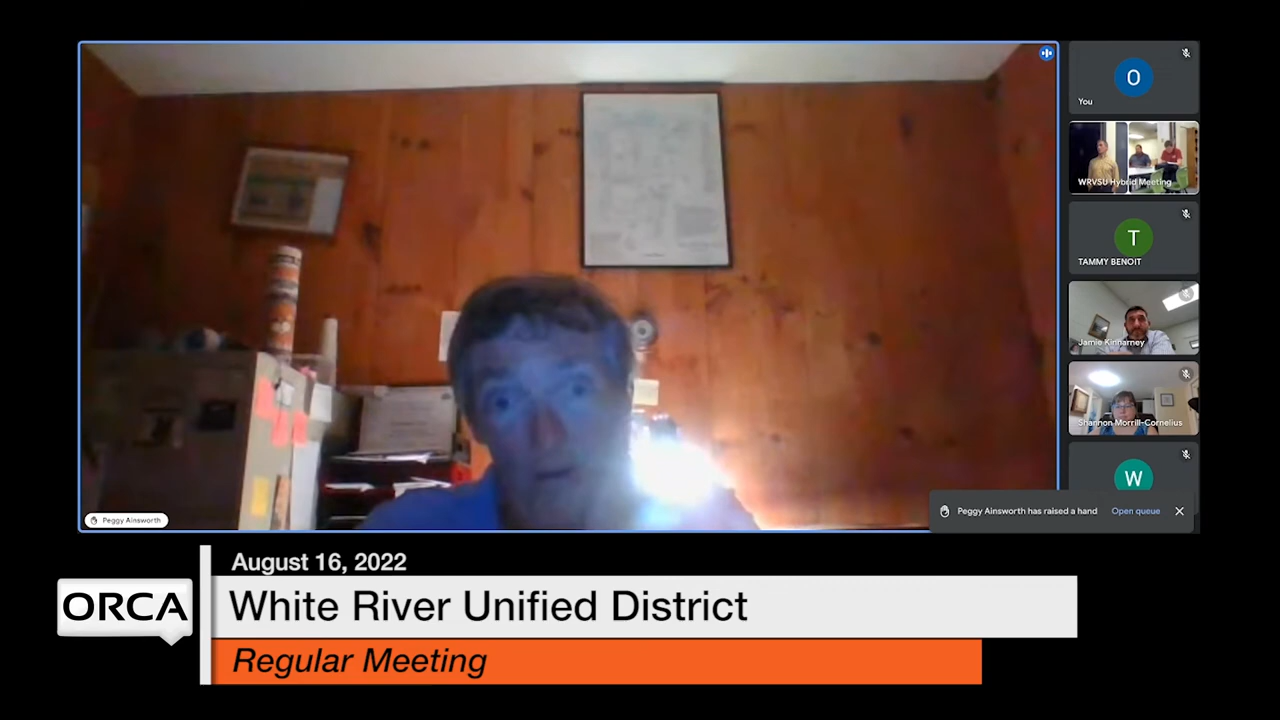 O
You
WRVSU Hybrid Meeting
T
TAMMY BENOIT
Jamie Kinnarney
Shannon Morrill-Cornelius
W
Peggy Ainsworth has raised a hand Open queue
Peggy Ainsworth
August 16, 2022
ORCA
White River Unified District
Regular Meeting